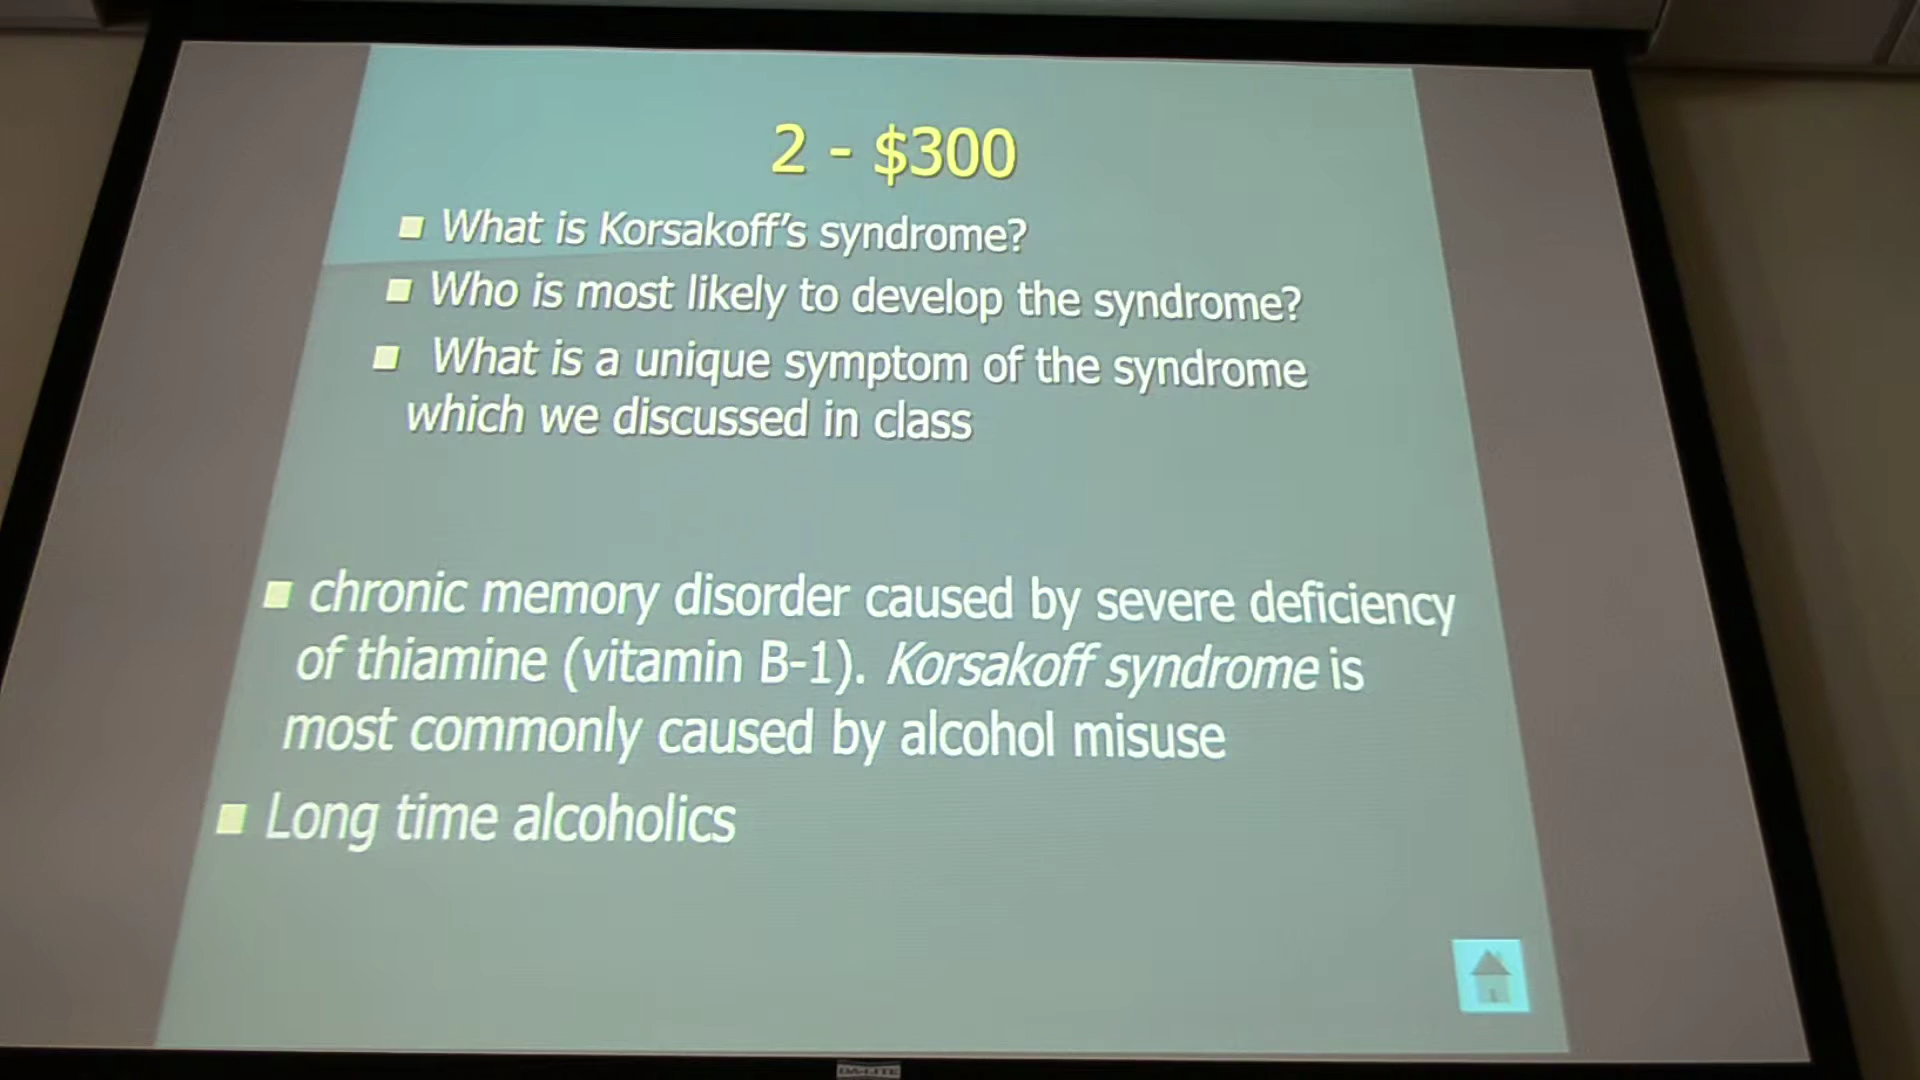 2 - $300
What is Korsakoff's syndrome?
Who is most likely to develop the syndrome?
What is a unique symptom of the syndrome
which we discussed in class
chronic memory disorder caused by severe deficiency
of thiamine (vitamin B-1). Korsakoff syndrome is
most commonly caused by alcohol misuse
Long time alcoholics
DA-LITE